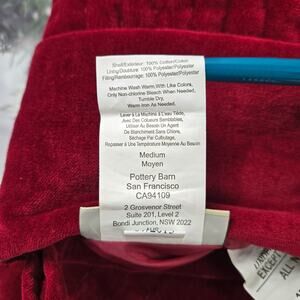 Shell/Exterieur: 100% Cotton/Coton
Lining/Doublure: 100% Polyester/Polyester
Filling/Rembourrage: 100% Polyester/Polyester
Machine Wash Warm With Like Colors,
Only Non-chlorine Bleach When Needed,
Tumble Dry,
Warm Iron As Needed.
Laver à La Machine à L'eau Tiède,
Avec Des Couleurs Semblables,
Utiliser Au Besoin Un Agent
De Blanchiment Sans Chlore,
Séchage Par Culbutage,
Repasser à Une Température Moyenne Au Besoin
Medium
Moyen
Pottery Barn
San Francisco
CA94109
2 Grosvenor Street
Suite 201, Level 2
Bondi Junction, NSW 2022
EXCEPT
ALL N